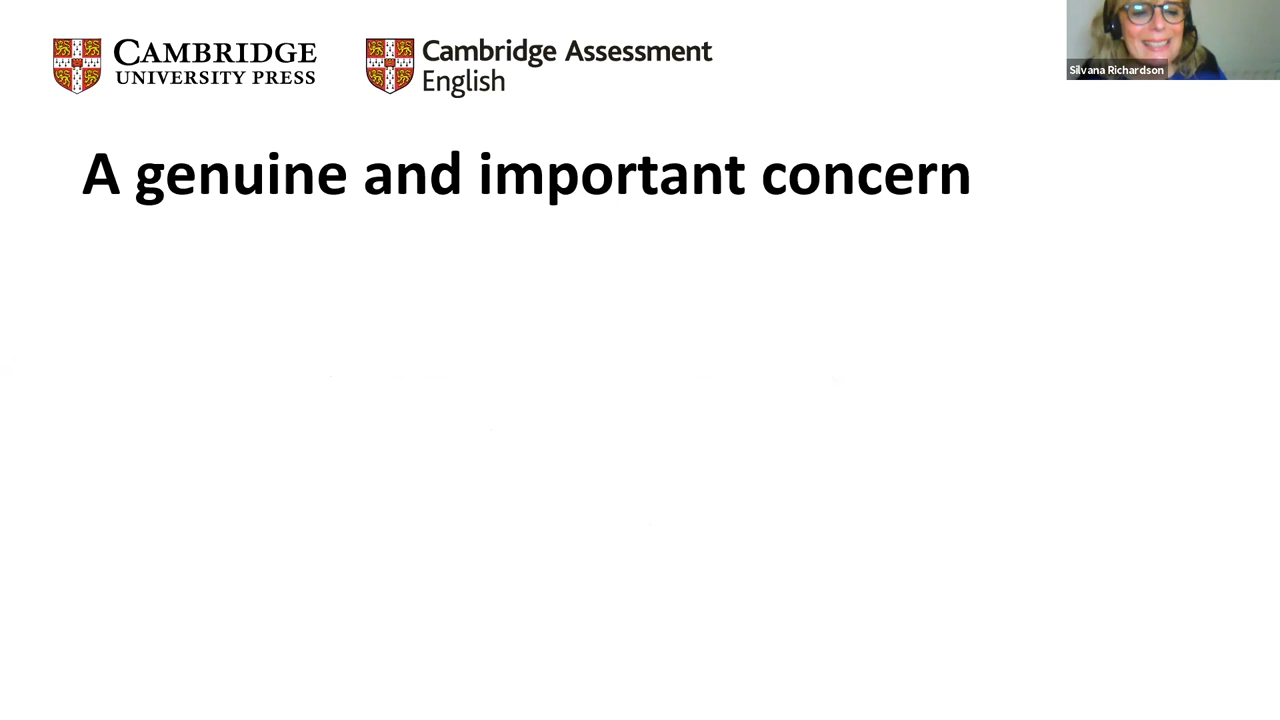 CAMBRIDGE
UNIVERSITY PRESS
Cambridge Assessment
English
Silvana Richardson
A genuine and important concern